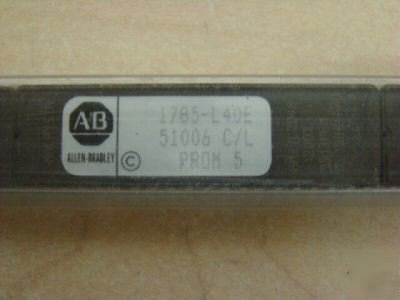 AB
ALLEN-BRADLEY
©
1785-L40E
51006 C/L
PROM 5